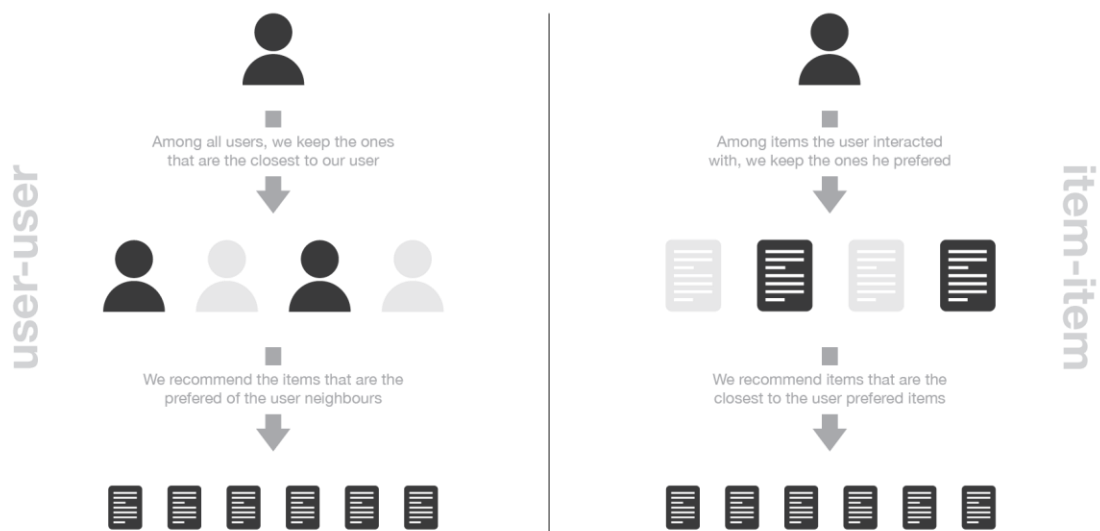 user-user
Among all users, we keep the ones
that are the closest to our user
We recommend the items that are the
prefered of the user neighbours
item-item
Among items the user interacted
with, we keep the ones he prefered
We recommend items that are the
closest to the user prefered items